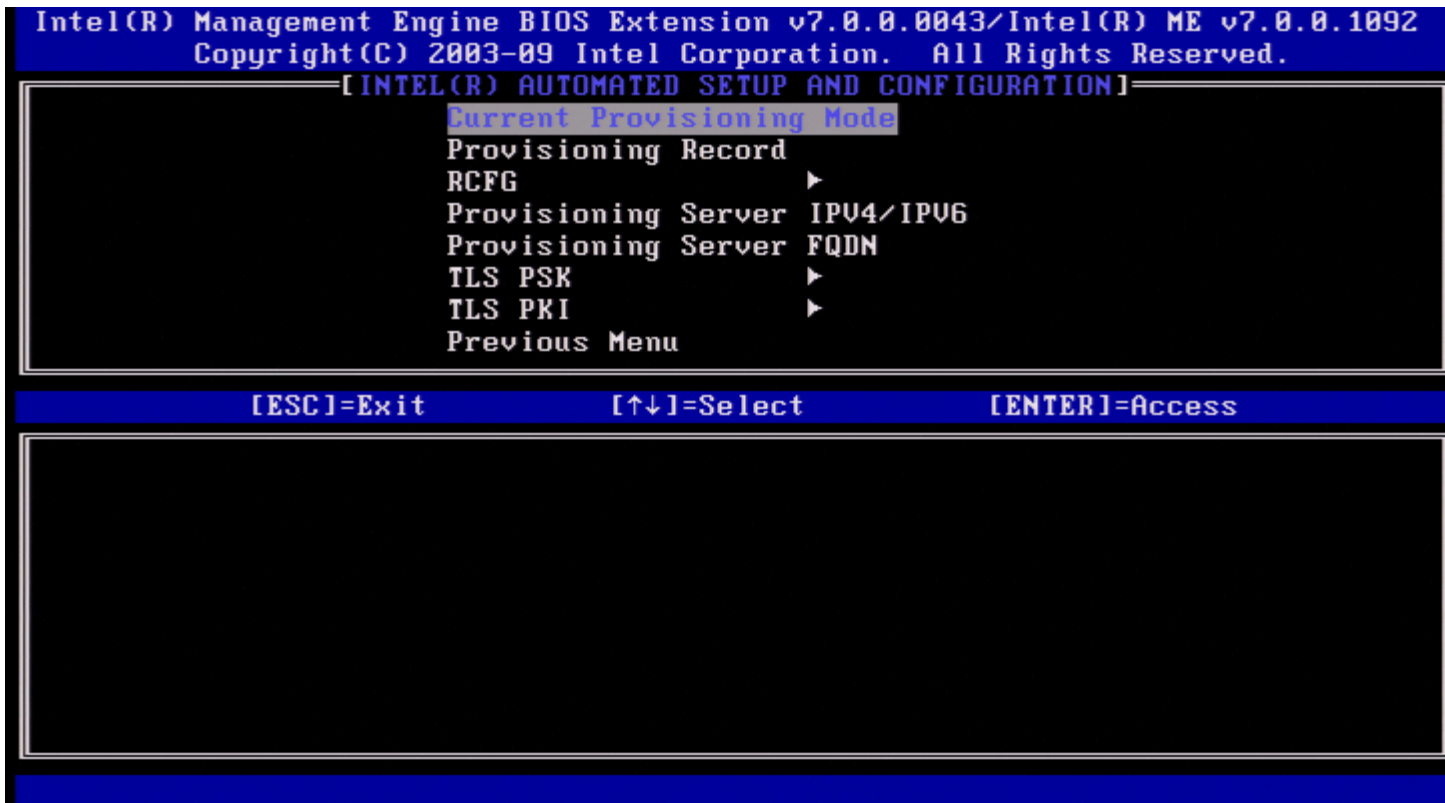 Intel(R) Management Engine BIOS Extension v7.0.0.0043/Intel(R) ME v7.0.0.1092
Copyright(C) 2003-09 Intel Corporation. All Rights Reserved.
[INTEL(R) AUTOMATED SETUP AND CONFIGURATION]
Current Provisioning Mode
Provisioning Record
RCFG ►
Provisioning Server IPV4/IPV6
Provisioning Server FQDN
TLS PSK ►
TLS PKI ►
Previous Menu
[ESC]=Exit [↑↓]=Select [ENTER]=Access